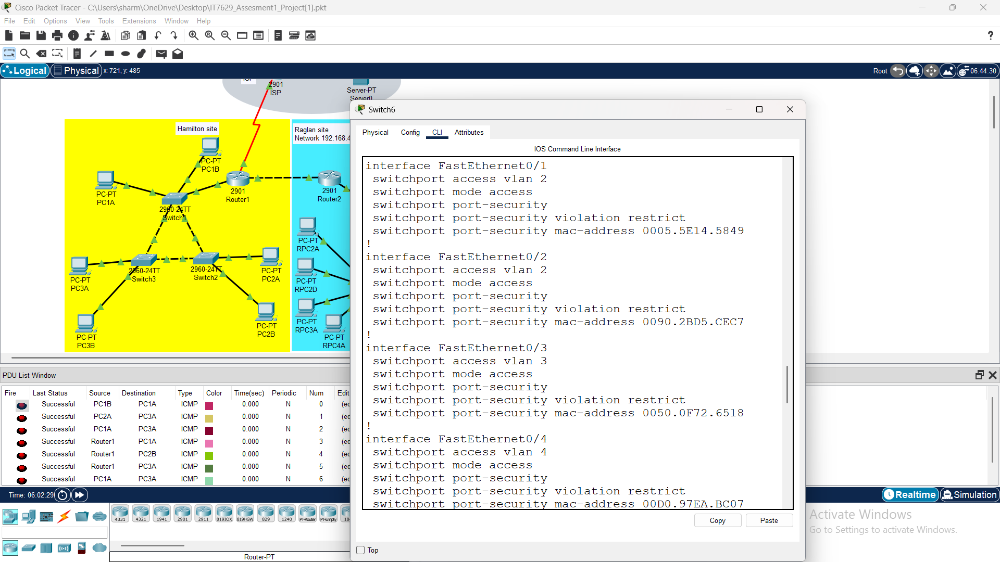 Cisco Packet Tracer - C:\Users\sharm\OneDrive\Desktop\IT7629_Assesment1_Project[1].pkt
File Edit Options View Tools Extensions Window Help
?
Logical Physical x: 721, y: 485
Root 06:44:30
2901
ISP
Server-PT
Server0
Hamilton site
PC-PT
PC1B
PC-PT
PC1A
2901
Router1
2960-24TT
Switch1
2960-24TT
Switch3
2960-24TT
Switch2
PC-PT
PC2A
PC-PT
PC3A
PC-PT
PC2B
PC-PT
PC3B
Raglan site
Network 192.168.4
2901
Router2
PC-PT
RPC2A
PC-PT
RPC2D
PC-PT
RPC3A
PC-PT
RPC4A
Switch6
Physical Config CLI Attributes
IOS Command Line Interface
interface FastEthernet0/1
switchport access vlan 2
switchport mode access
switchport port-security
switchport port-security violation restrict
switchport port-security mac-address 0005.5E14.5849
!
interface FastEthernet0/2
switchport access vlan 2
switchport mode access
switchport port-security
switchport port-security violation restrict
switchport port-security mac-address 0090.2BD5.CEC7
!
interface FastEthernet0/3
switchport access vlan 3
switchport mode access
switchport port-security
switchport port-security violation restrict
switchport port-security mac-address 0050.0F72.6518
!
interface FastEthernet0/4
switchport access vlan 4
switchport mode access
switchport port-security
switchport port-security violation restrict
switchport port-security mac-address 00D0.97EA.BC07
Copy Paste
Top
PDU List Window
Fire Last Status Source Destination Type Color Time(sec) Periodic Num Edit
Successful PC1B PC1A ICMP 0.000 N 0 (ec
Successful PC2A PC3A ICMP 0.000 N 1 (ec
Successful PC1A PC3A ICMP 0.000 N 2 (ec
Successful Router1 PC1A ICMP 0.000 N 3 (ec
Successful Router1 PC2B ICMP 0.000 N 4 (ec
Successful Router1 PC3A ICMP 0.000 N 5 (ec
Successful PC1A PC3A ICMP 0.000 N 6 (ec
Time: 06:02:29
Realtime Simulation
4331 4321 1941 2901 2911 819IOX 819HGW 829 1240 PT-Router PT-Empty 18
Router-PT
Activate Windows
Go to Settings to activate Windows.